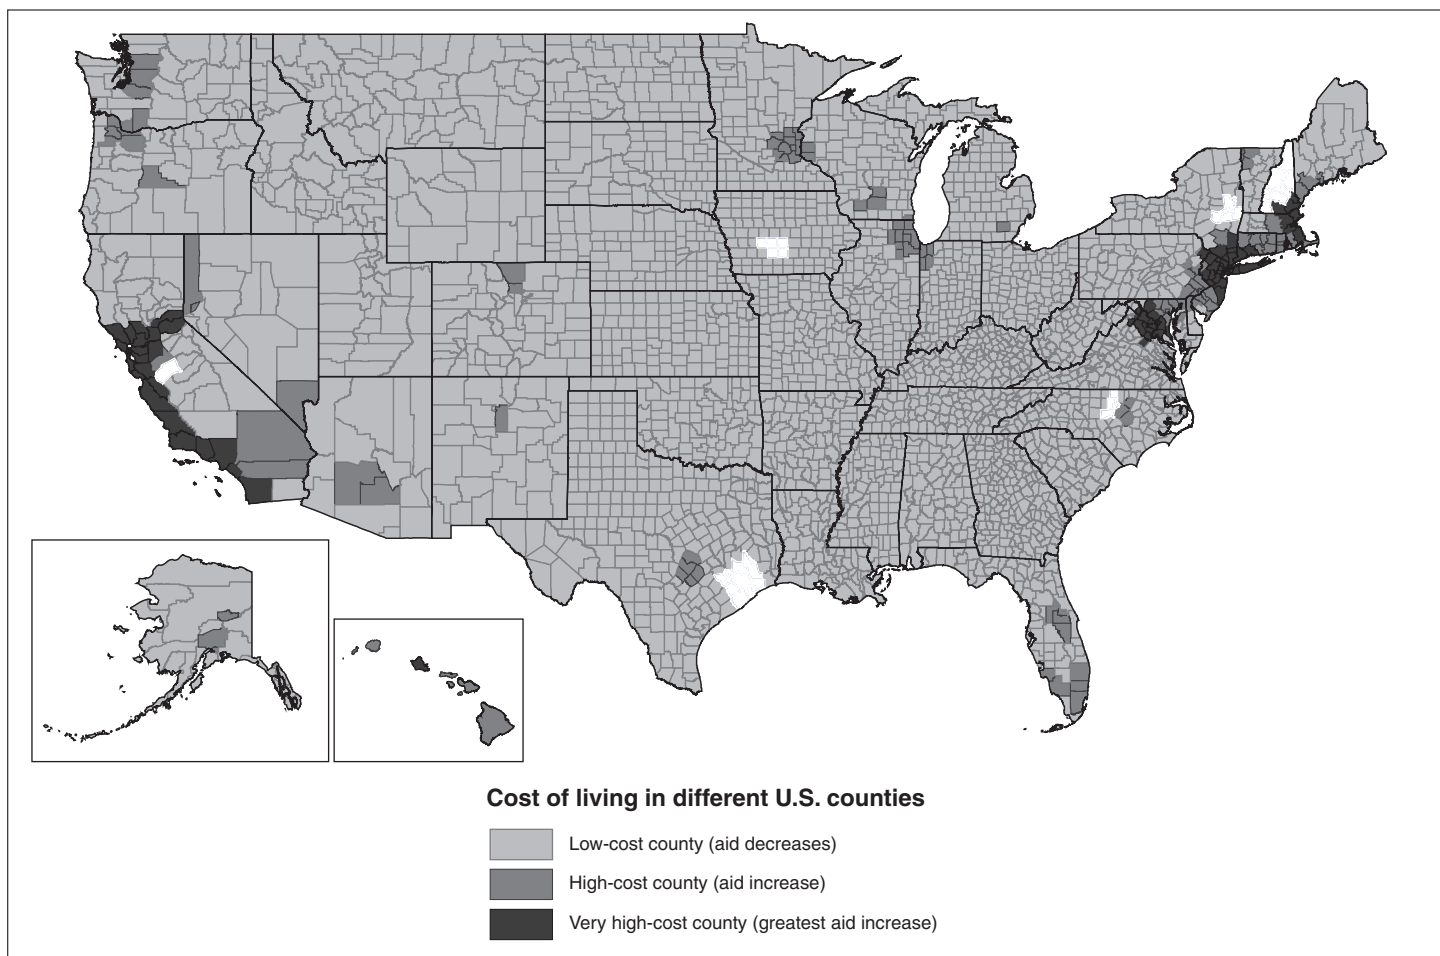 Cost of living in different U.S. counties
Low-cost county (aid decreases)
High-cost county (aid increase)
Very high-cost county (greatest aid increase)